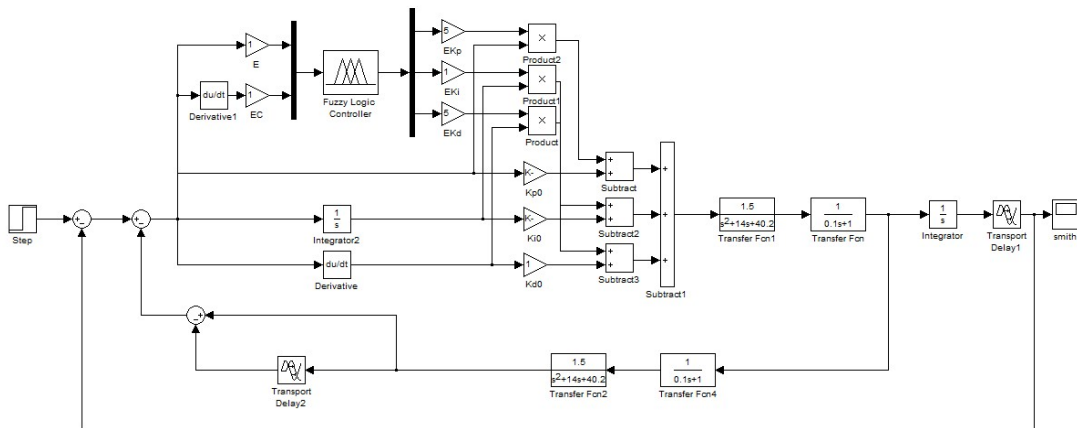 5
EKp
×
Product2
1
E
Fuzzy Logic
Controller
1
EKi
×
Product1
du/dt
Derivative1
1
EC
5
EKd
×
Product
K-
Kp0
+
+
Subtract
Step
+
−
+
−
1
s
Integrator2
K-
Ki0
+
+
Subtract2
du/dt
Derivative
1
Kd0
+
+
Subtract3
+
+
+
Subtract1
1.5
s²+14s+40.2
Transfer Fcn1
1
0.1s+1
Transfer Fcn
1
s
Integrator
Transport
Delay1
smith
−
+
Transport
Delay2
1.5
s²+14s+40.2
Transfer Fcn2
1
0.1s+1
Transfer Fcn4